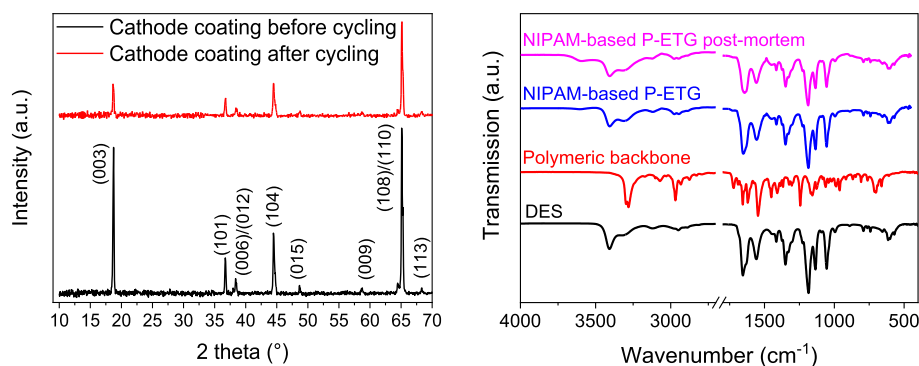 Cathode coating before cycling
Cathode coating after cycling
Intensity (a.u.)
(003)
(101)
(006)/(012)
(104)
(015)
(009)
(108)/(110)
(113)
10 15 20 25 30 35 40 45 50 55 60 65 70
2 theta (°)
NIPAM-based P-ETG post-mortem
NIPAM-based P-ETG
Polymeric backbone
DES
Transmission (a.u.)
4000 3500 3000 1500 1000 500
Wavenumber (cm⁻¹)